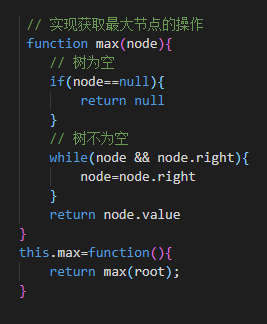 // 实现获取最大节点的操作
function max(node){
// 树为空
if(node==null){
return null
}
// 树不为空
while(node && node.right){
node=node.right
}
return node.value
}
this.max=function(){
return max(root);
}